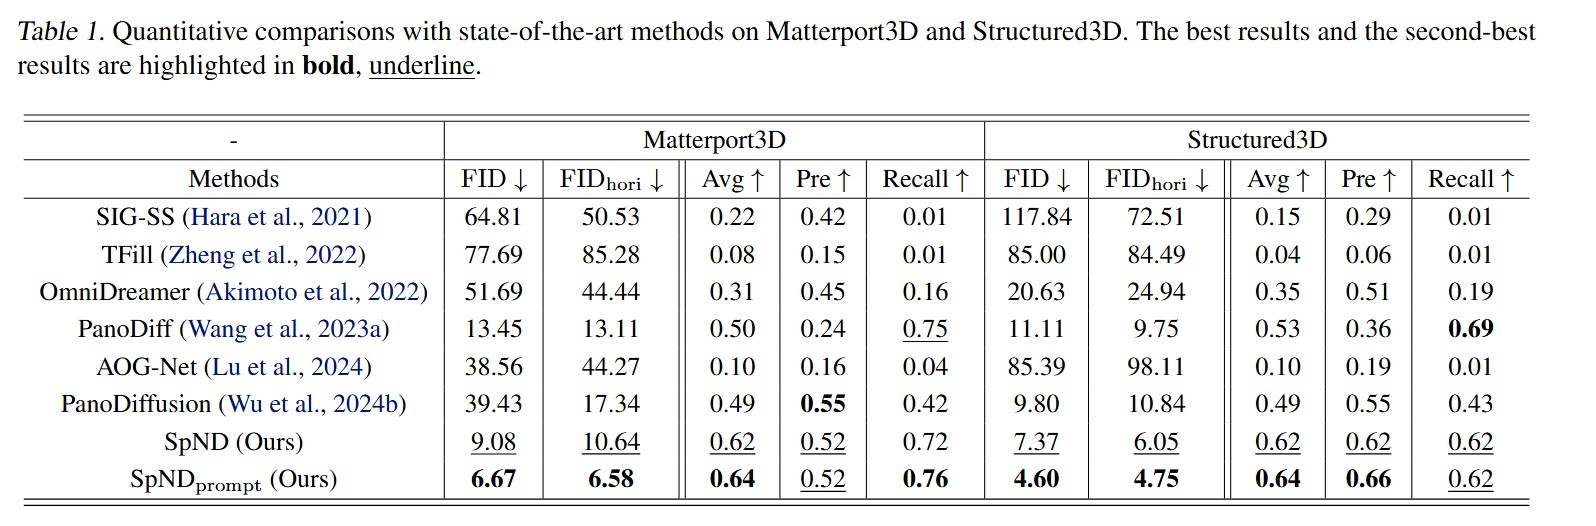 Table 1. Quantitative comparisons with state-of-the-art methods on Matterport3D and Structured3D. The best results and the second-best
results are highlighted in bold, underline.
- Matterport3D Structured3D
Methods FID ↓ FIDhori ↓ Avg ↑ Pre ↑ Recall ↑ FID ↓ FIDhori ↓ Avg ↑ Pre ↑ Recall ↑
SIG-SS (Hara et al., 2021) 64.81 50.53 0.22 0.42 0.01 117.84 72.51 0.15 0.29 0.01
TFill (Zheng et al., 2022) 77.69 85.28 0.08 0.15 0.01 85.00 84.49 0.04 0.06 0.01
OmniDreamer (Akimoto et al., 2022) 51.69 44.44 0.31 0.45 0.16 20.63 24.94 0.35 0.51 0.19
PanoDiff (Wang et al., 2023a) 13.45 13.11 0.50 0.24 0.75 11.11 9.75 0.53 0.36 0.69
AOG-Net (Lu et al., 2024) 38.56 44.27 0.10 0.16 0.04 85.39 98.11 0.10 0.19 0.01
PanoDiffusion (Wu et al., 2024b) 39.43 17.34 0.49 0.55 0.42 9.80 10.84 0.49 0.55 0.43
SpND (Ours) 9.08 10.64 0.62 0.52 0.72 7.37 6.05 0.62 0.62 0.62
SpNDprompt (Ours) 6.67 6.58 0.64 0.52 0.76 4.60 4.75 0.64 0.66 0.62